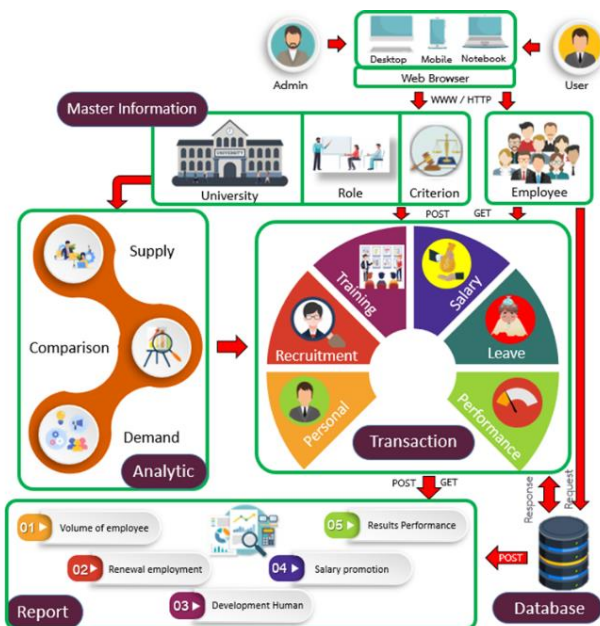 Desktop
Mobile
Notebook
Web Browser
Admin
User
WWW / HTTP
Master Information
UNIVERSITY
University
Role
Criterion
Employee
POST
GET
Supply
Comparison
Demand
Analytic
Personal
Recruitment
Training
Salary
Leave
Performance
Transaction
POST
GET
Response
Request
01
Volume of employee
02
Renewal employment
03
Development Human
04
Salary promotion
05
Results Performance
Report
POST
Database